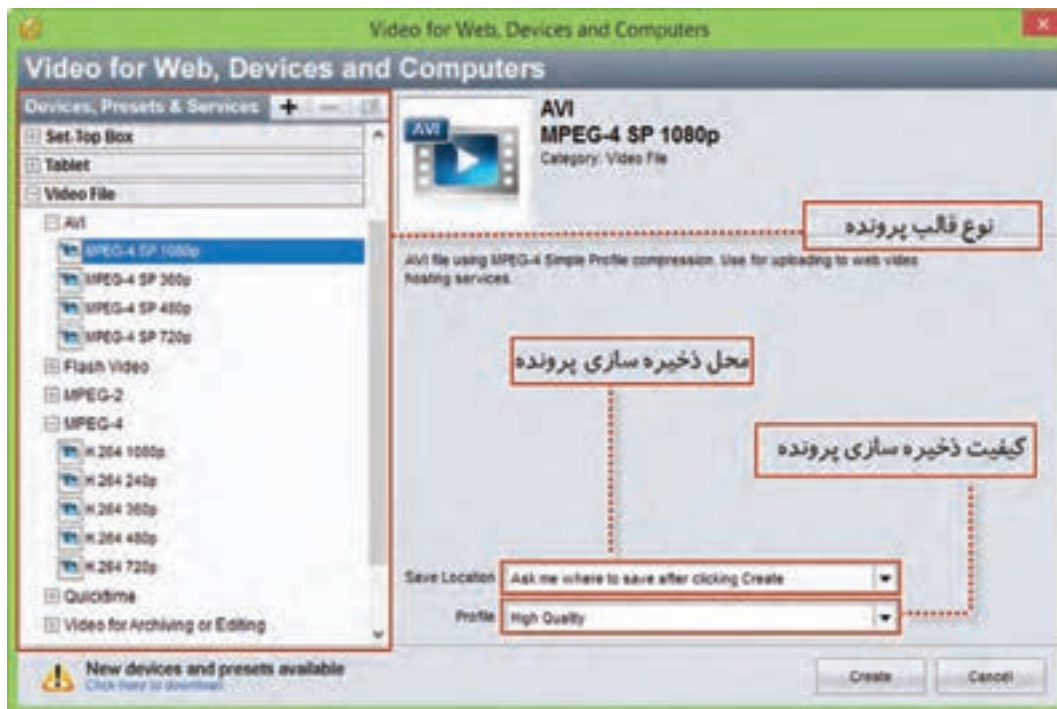 Video for Web, Devices and Computers
Video for Web, Devices and Computers
Devices, Presets & Services
Set-Top Box
Tablet
Video File
AVI
MPEG-4 SP 1080p
MPEG-4 SP 360p
MPEG-4 SP 480p
MPEG-4 SP 720p
Flash Video
MPEG-2
MPEG-4
H.264 1080p
H.264 240p
H.264 360p
H.264 480p
H.264 720p
Quicktime
Video for Archiving or Editing
AVI
AVI
MPEG-4 SP 1080p
Category: Video File
نوع قالب پرونده
AVI file using MPEG-4 Simple Profile compression. Use for uploading to web video
hosting services.
محل ذخیره سازی پرونده
کیفیت ذخیره سازی پرونده
Save Location Ask me where to save after clicking Create
Profile High Quality
New devices and presets available
Click here to download.
Create Cancel